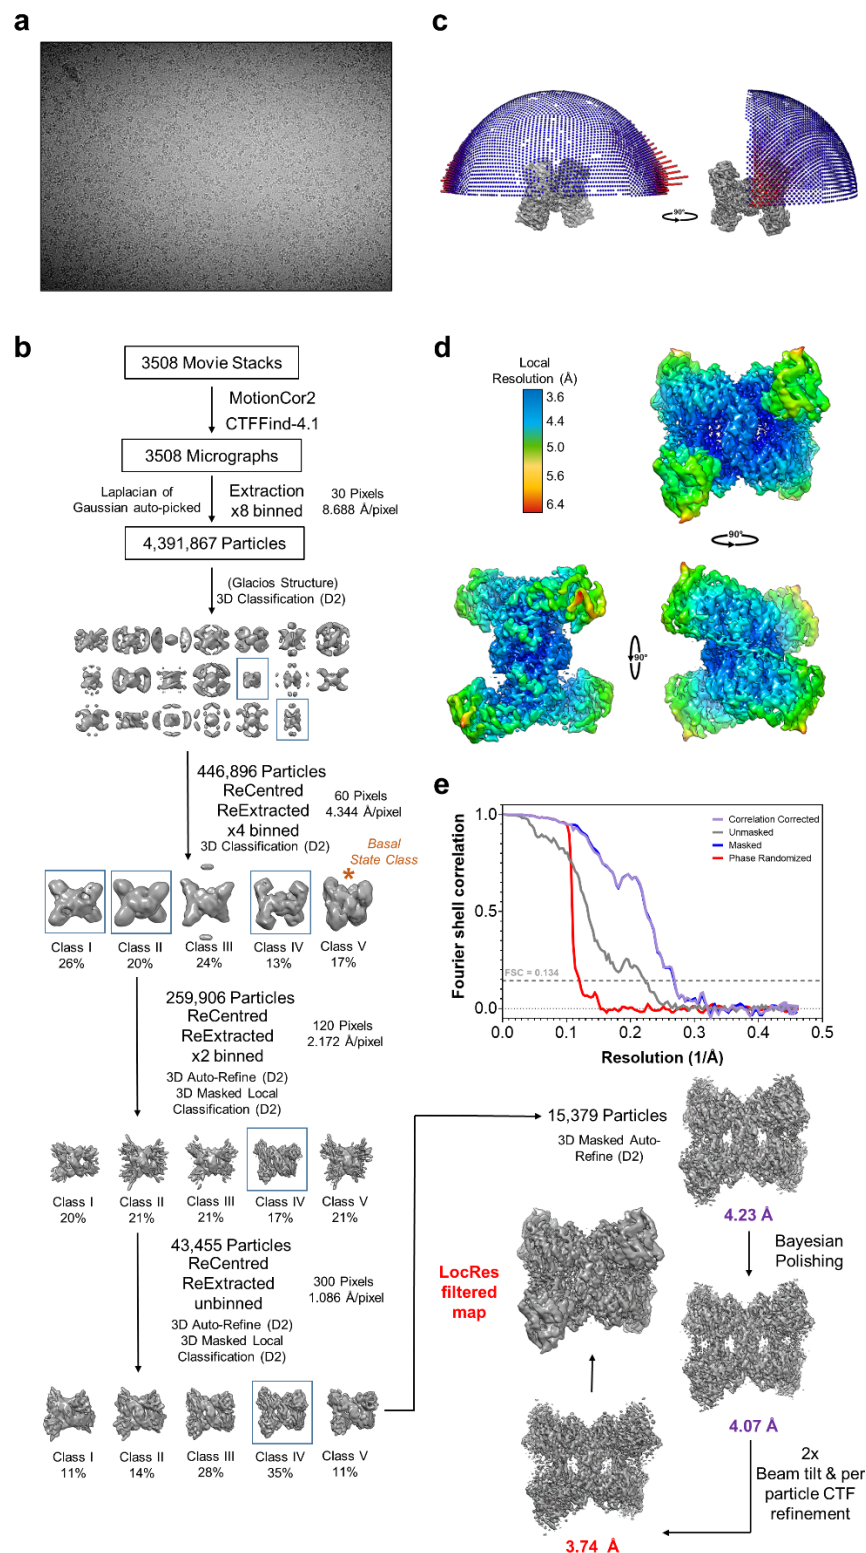 a
c
90°
90°
b
3508 Movie Stacks
MotionCor2
CTFFind-4.1
3508 Micrographs
Laplacian of
Gaussian auto-picked
Extraction
x8 binned
30 Pixels
8.688 Å/pixel
4,391,867 Particles
(Glacios Structure)
3D Classification (D2)
446,896 Particles
ReCentred
ReExtracted
x4 binned
3D Classification (D2)
60 Pixels
4.344 Å/pixel
Basal
State Class
*
Class I
26%
Class II
20%
Class III
24%
Class IV
13%
Class V
17%
259,906 Particles
ReCentred
ReExtracted
x2 binned
3D Auto-Refine (D2)
3D Masked Local
Classification (D2)
120 Pixels
2.172 Å/pixel
Class I
20%
Class II
21%
Class III
21%
Class IV
17%
Class V
21%
43,455 Particles
ReCentred
ReExtracted
unbinned
3D Auto-Refine (D2)
3D Masked Local
Classification (D2)
300 Pixels
1.086 Å/pixel
Class I
11%
Class II
14%
Class III
28%
Class IV
35%
Class V
11%
15,379 Particles
3D Masked Auto-
Refine (D2)
4.23 Å
Bayesian
Polishing
4.07 Å
2x
Beam tilt & per
particle CTF
refinement
3.74 Å
LocRes
filtered
map
d
Local
Resolution (Å)
3.6
4.4
5.0
5.6
6.4
90°
90°
e
Fourier shell correlation
1.0
0.5
0.0
FSC = 0.134
Correlation Corrected
Unmasked
Masked
Phase Randomized
0.0
0.1
0.2
0.3
0.4
0.5
Resolution (1/Å)